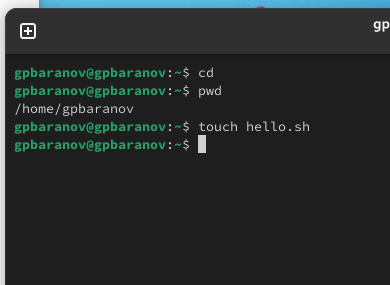 gp
gpbaranov@gpbaranov:~$ cd
gpbaranov@gpbaranov:~$ pwd
/home/gpbaranov
gpbaranov@gpbaranov:~$ touch hello.sh
gpbaranov@gpbaranov:~$